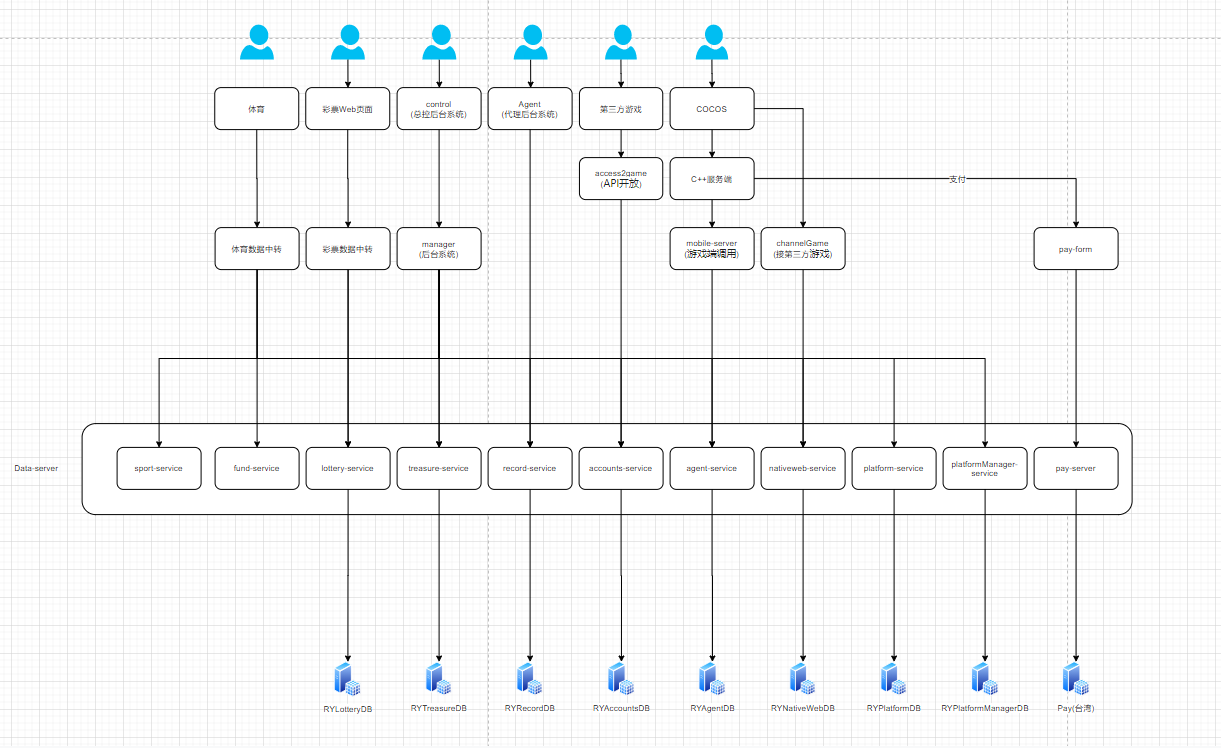 体育
彩票Web页面
control
(总控后台系统)
Agent
(代理后台系统)
第三方游戏
COCOS
access2game
(API开放)
C++服务端
支付
体育数据中转
彩票数据中转
manager
(后台系统)
mobile-server
(游戏端调用)
channelGame
(接第三方游戏)
pay-form
Data-server
sport-service
fund-service
lottery-service
treasure-service
record-service
accounts-service
agent-service
nativeweb-service
platform-service
platformManager-
service
pay-server
RYLotteryDB
RYTreasureDB
RYRecordDB
RYAccountsDB
RYAgentDB
RYNativeWebDB
RYPlatformDB
RYPlatformManagerDB
Pay(台湾)